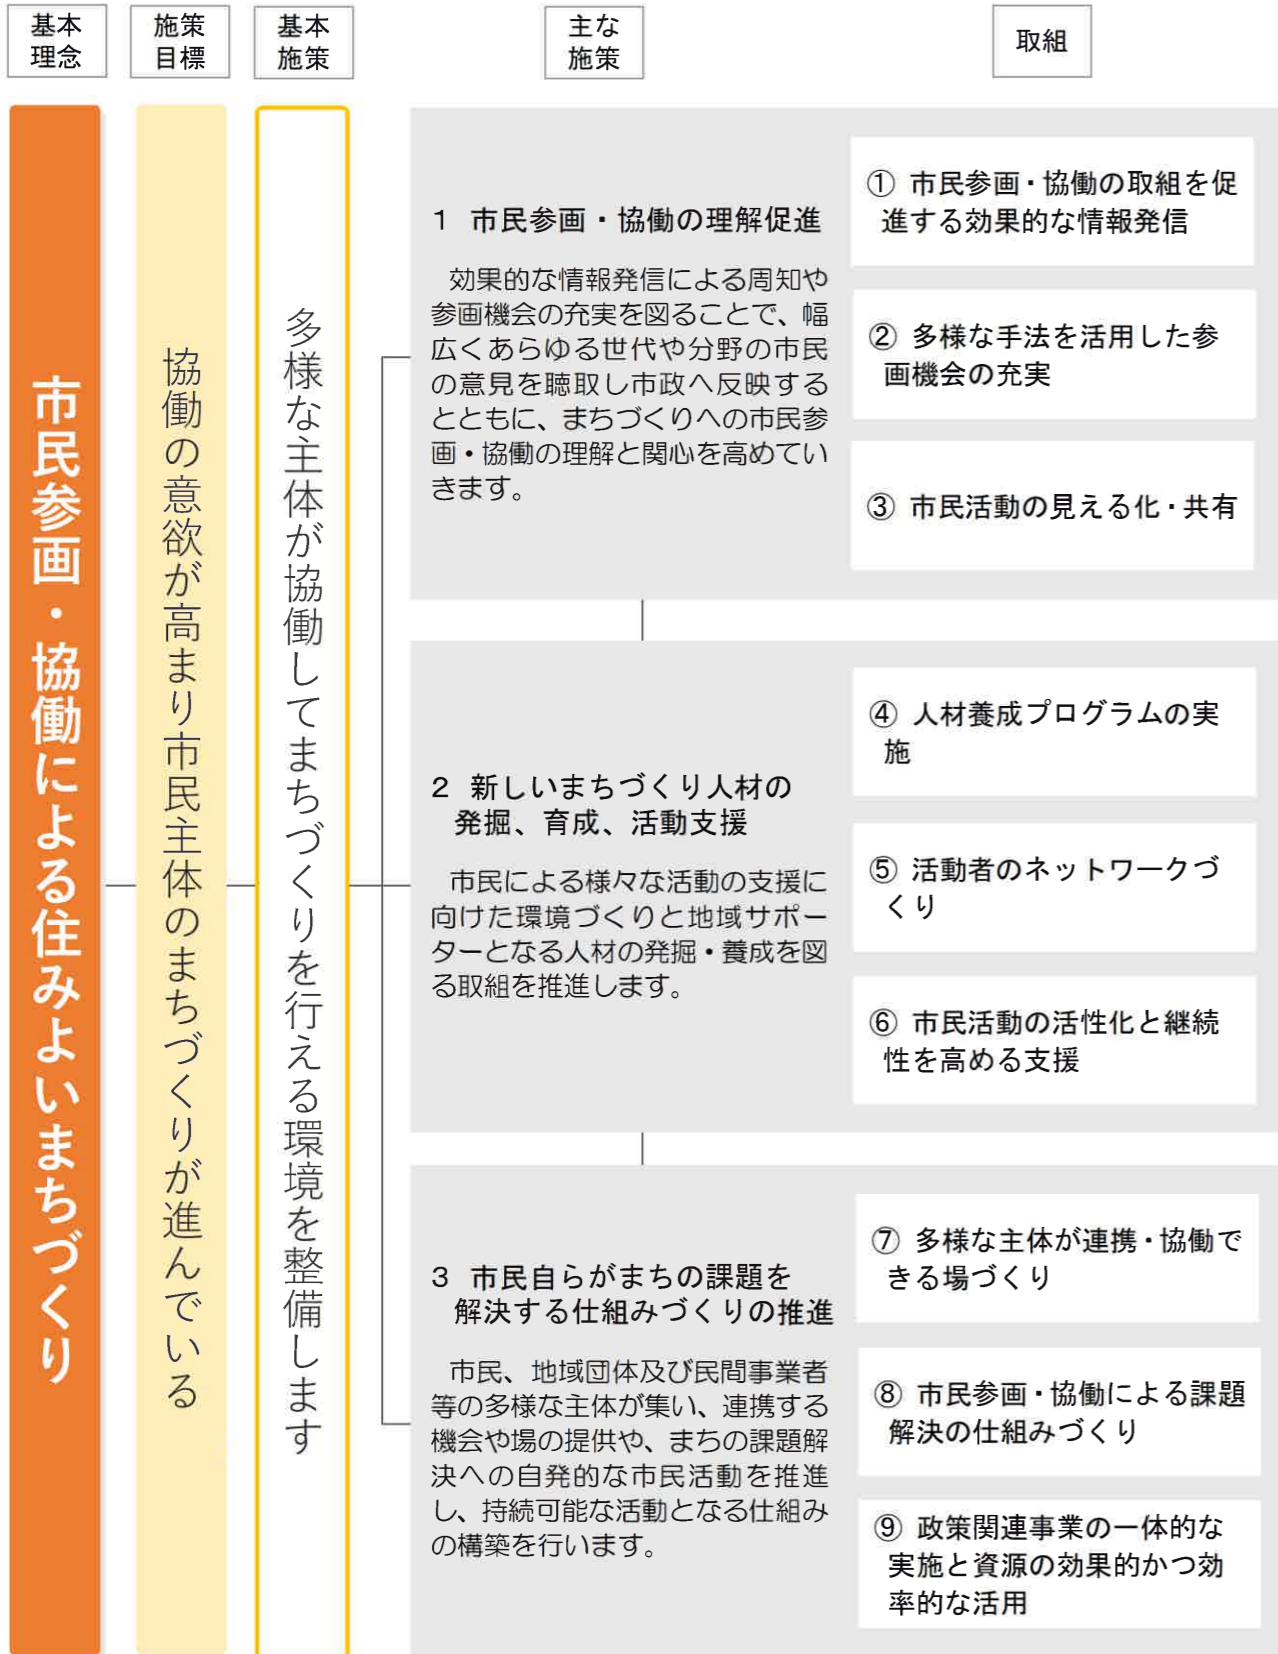 基本
理念
施策
目標
基本
施策
主な
施策
取組
市民参画・協働による住みよいまちづくり
協働の意欲が高まり市民主体のまちづくりが進んでいる
多様な主体が協働してまちづくりを行える環境を整備します
1 市民参画・協働の理解促進
効果的な情報発信による周知や
参画機会の充実を図ることで、幅
広くあらゆる世代や分野の市民
の意見を聴取し市政へ反映する
とともに、まちづくりへの市民参
画・協働の理解と関心を高めてい
きます。
① 市民参画・協働の取組を促
進する効果的な情報発信
② 多様な手法を活用した参
画機会の充実
③ 市民活動の見える化・共有
2 新しいまちづくり人材の
発掘、育成、活動支援
市民による様々な活動の支援に
向けた環境づくりと地域サポー
ターとなる人材の発掘・養成を図
る取組を推進します。
④ 人材養成プログラムの実
施
⑤ 活動者のネットワークづ
くり
⑥ 市民活動の活性化と継続
性を高める支援
3 市民自らがまちの課題を
解決する仕組みづくりの推進
市民、地域団体及び民間事業者
等の多様な主体が集い、連携する
機会や場の提供や、まちの課題解
決への自発的な市民活動を推進
し、持続可能な活動となる仕組み
の構築を行います。
⑦ 多様な主体が連携・協働で
きる場づくり
⑧ 市民参画・協働による課題
解決の仕組みづくり
⑨ 政策関連事業の一体的な
実施と資源の効果的かつ効
率的な活用